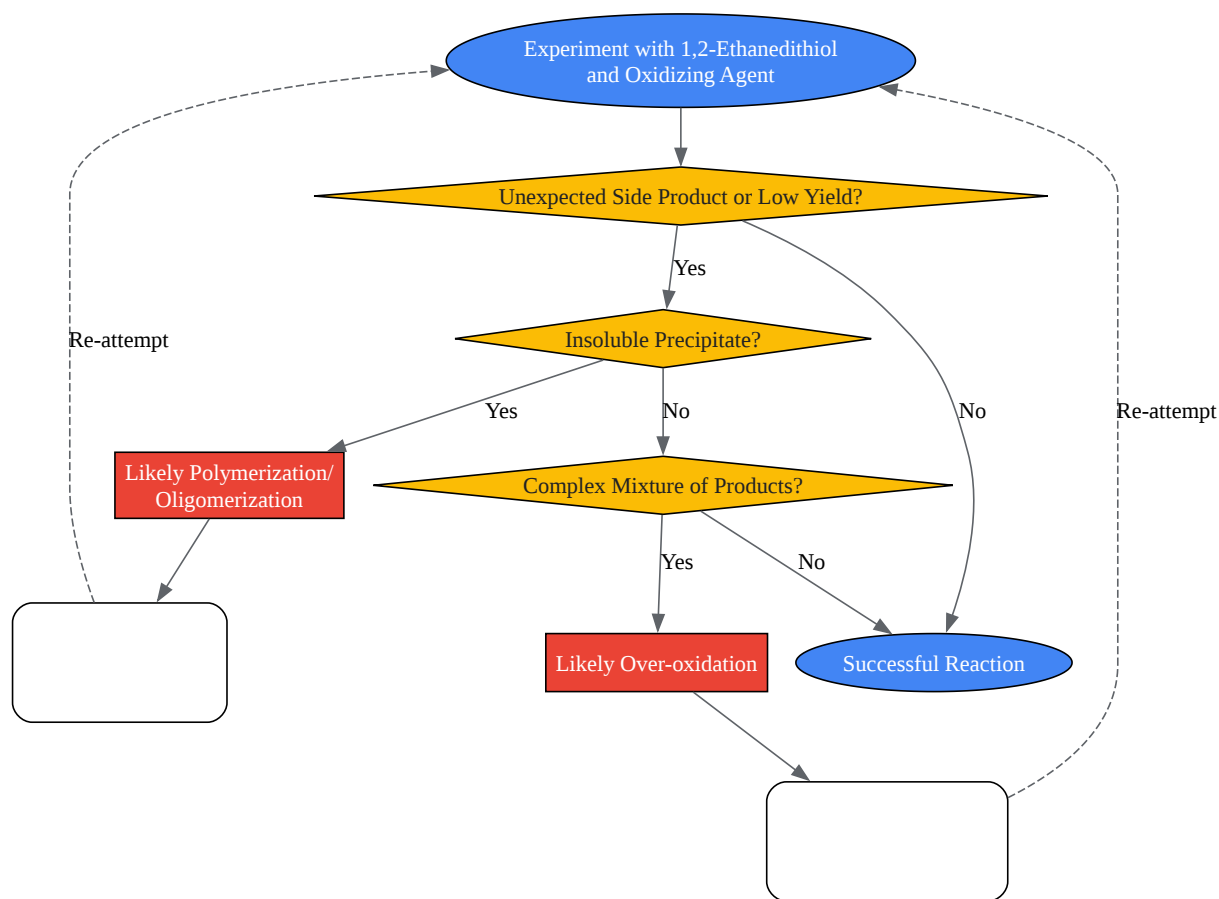 Experiment with 1,2-Ethanedithiol
and Oxidizing Agent
Unexpected Side Product or Low Yield?
Yes
Insoluble Precipitate?
Re-attempt
Yes
No
No
Re-attempt
Likely Polymerization/
Oligomerization
Complex Mixture of Products?
Yes
No
Likely Over-oxidation
Successful Reaction